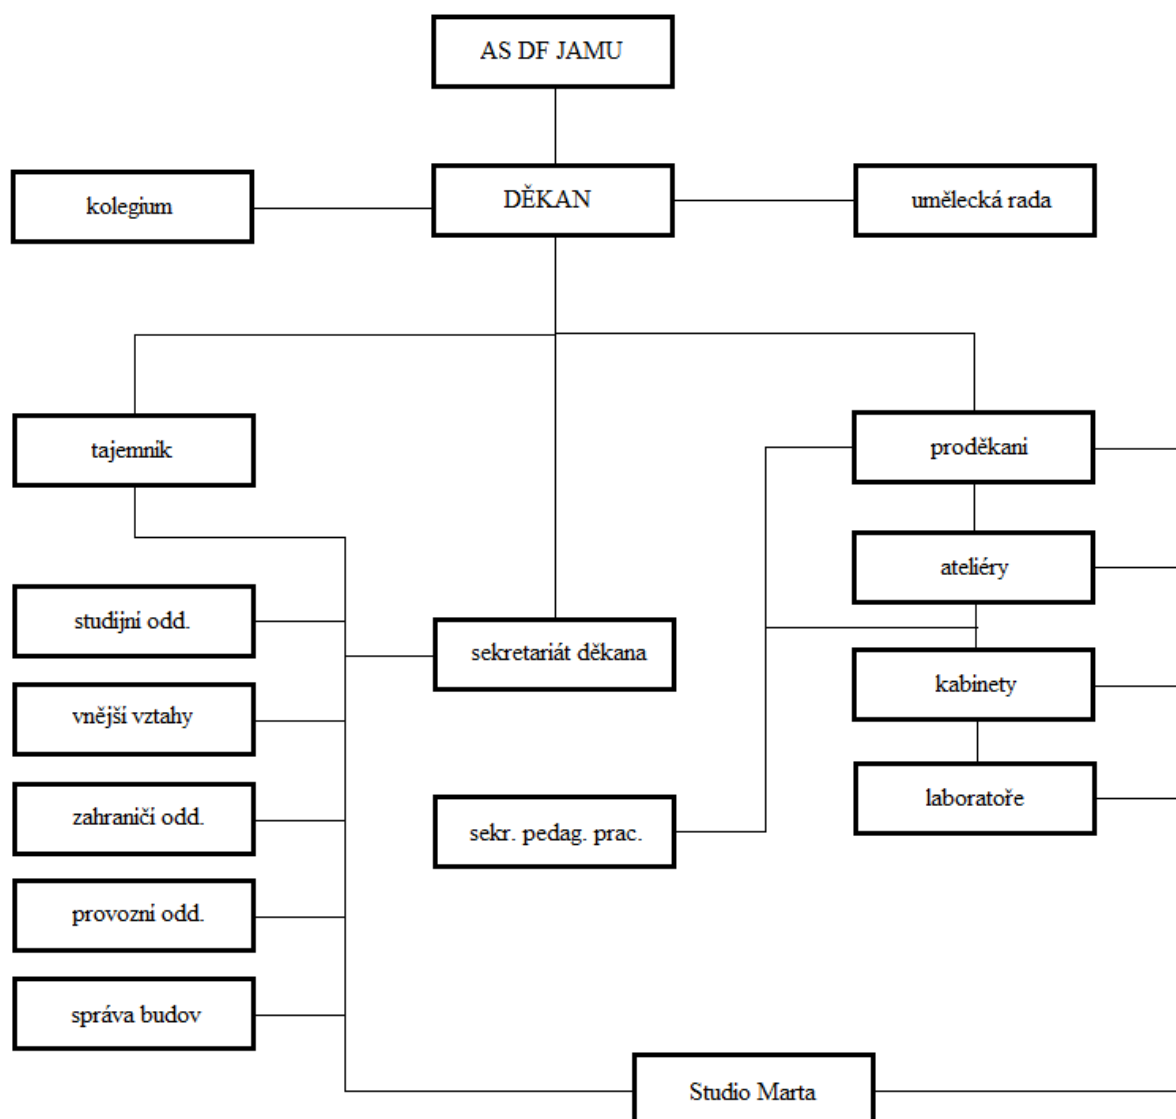 AS DF JAMU
kolegium
DĚKAN
umělecká rada
tajemník
proděkani
ateliéry
studijní odd.
sekretariát děkana
kabinety
vnější vztahy
zahraničí odd.
sekr. pedag. prac.
laboratoře
provozní odd.
správa budov
Studio Marta